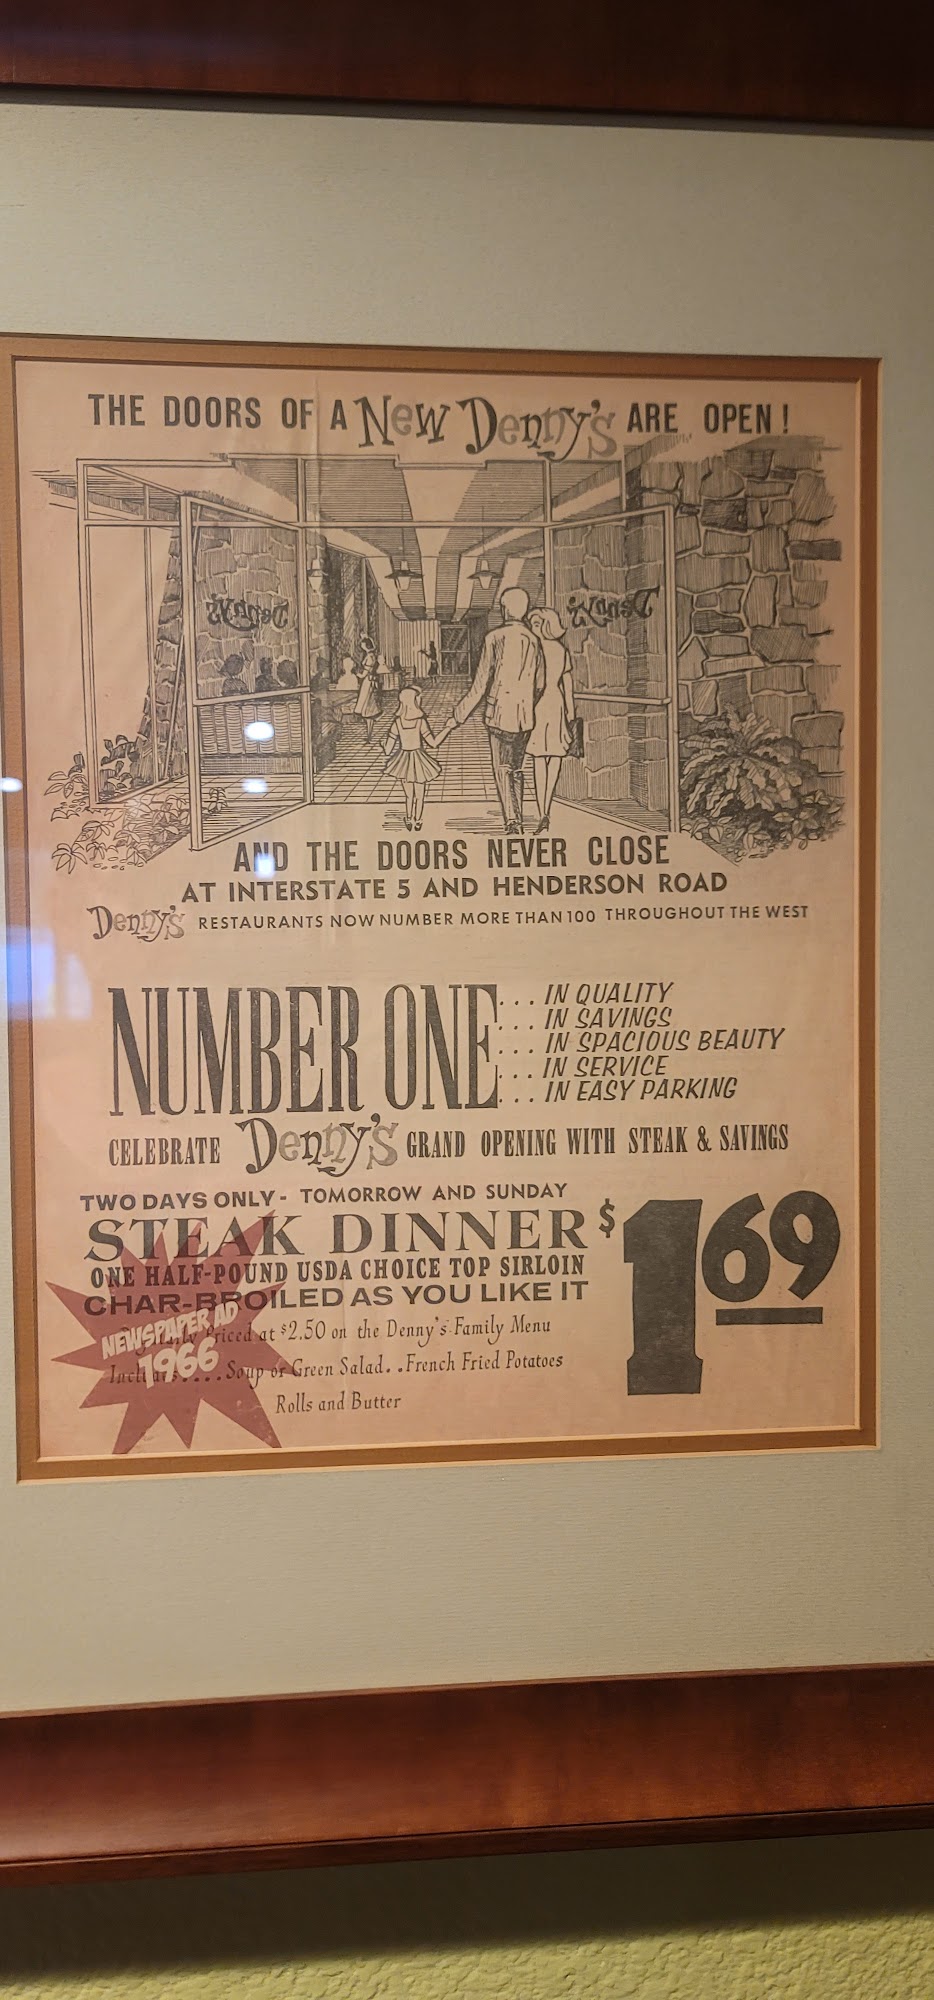 THE DOORS OF A New Denny's ARE OPEN!
Denny's
Denny's
AND THE DOORS NEVER CLOSE
AT INTERSTATE 5 AND HENDERSON ROAD
Denny's RESTAURANTS NOW NUMBER MORE THAN 100 THROUGHOUT THE WEST
NUMBER ONE
... IN QUALITY
... IN SAVINGS
... IN SPACIOUS BEAUTY
... IN SERVICE
... IN EASY PARKING
CELEBRATE Denny's GRAND OPENING WITH STEAK & SAVINGS
TWO DAYS ONLY - TOMORROW AND SUNDAY
STEAK DINNER $1.69
ONE HALF-POUND USDA CHOICE TOP SIRLOIN
CHAR-BROILED AS YOU LIKE IT
Priced at $2.50 on the Denny's Family Menu
Includes.....Soup or Green Salad..French Fried Potatoes
Rolls and Butter
NEWSPAPER AD
1966